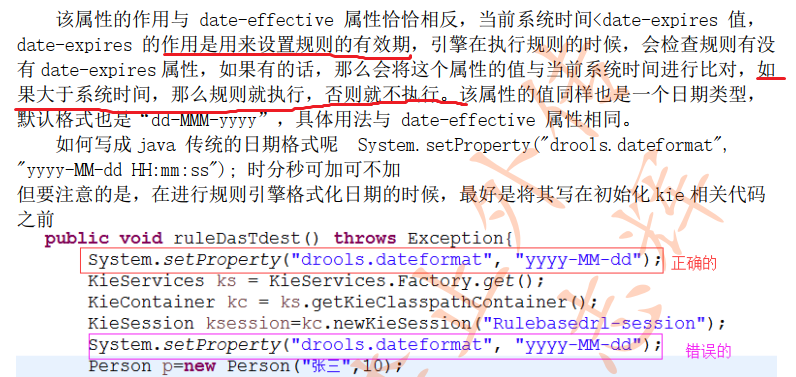 该属性的作用与 date-effective 属性恰恰相反，当前系统时间<date-expires 值，
date-expires 的作用是用来设置规则的有效期，引擎在执行规则的时候，会检查规则有没
有 date-expires 属性，如果有的话，那么会将这个属性的值与当前系统时间进行比对，如
果大于系统时间，那么规则就执行，否则就不执行。该属性的值同样也是一个日期类型，
默认格式也是“dd-MMM-yyyy”，具体用法与 date-effective 属性相同。
如何写成 java 传统的日期格式呢 System.setProperty("drools.dateformat",
"yyyy-MM-dd HH:mm:ss"); 时分秒可加可不加
但要注意的是，在进行规则引擎格式化日期的时候，最好是将其写在初始化 kie 相关代码
之前
public void ruleDasTdest() throws Exception{
System.setProperty("drools.dateformat", "yyyy-MM-dd"); 正确的
KieServices ks = KieServices.Factory.get();
KieContainer kc = ks.getKieClasspathContainer();
KieSession ksession=kc.newKieSession("Rulebasedrl-session");
System.setProperty("drools.dateformat", "yyyy-MM-dd"); 错误的
Person p=new Person("张三",10);